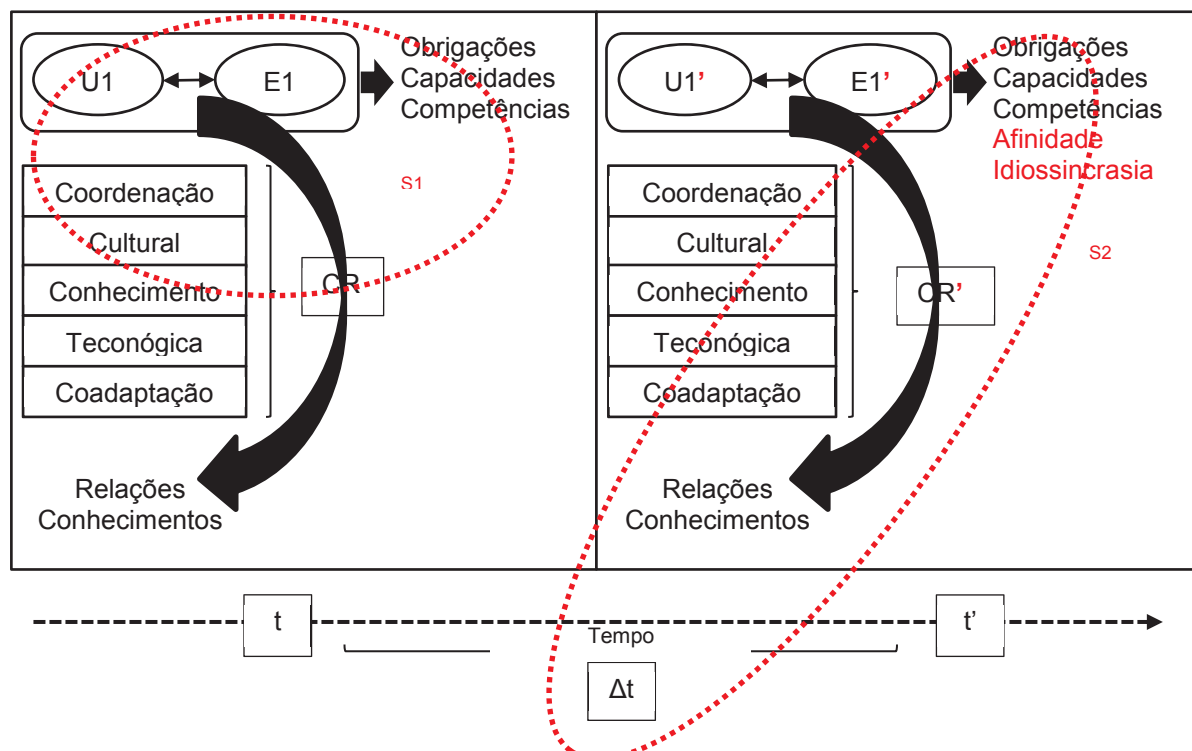 U1
E1
Obrigações
Capacidades
Competências
S1
Coordenação
Cultural
Conhecimento
Teconógica
Coadaptação
CR
Relações
Conhecimentos
U1’
E1’
Obrigações
Capacidades
Competências
Afinidade
Idiossincrasia
S2
Coordenação
Cultural
Conhecimento
Teconógica
Coadaptação
CR’
Relações
Conhecimentos
t
Tempo
t’
Δt